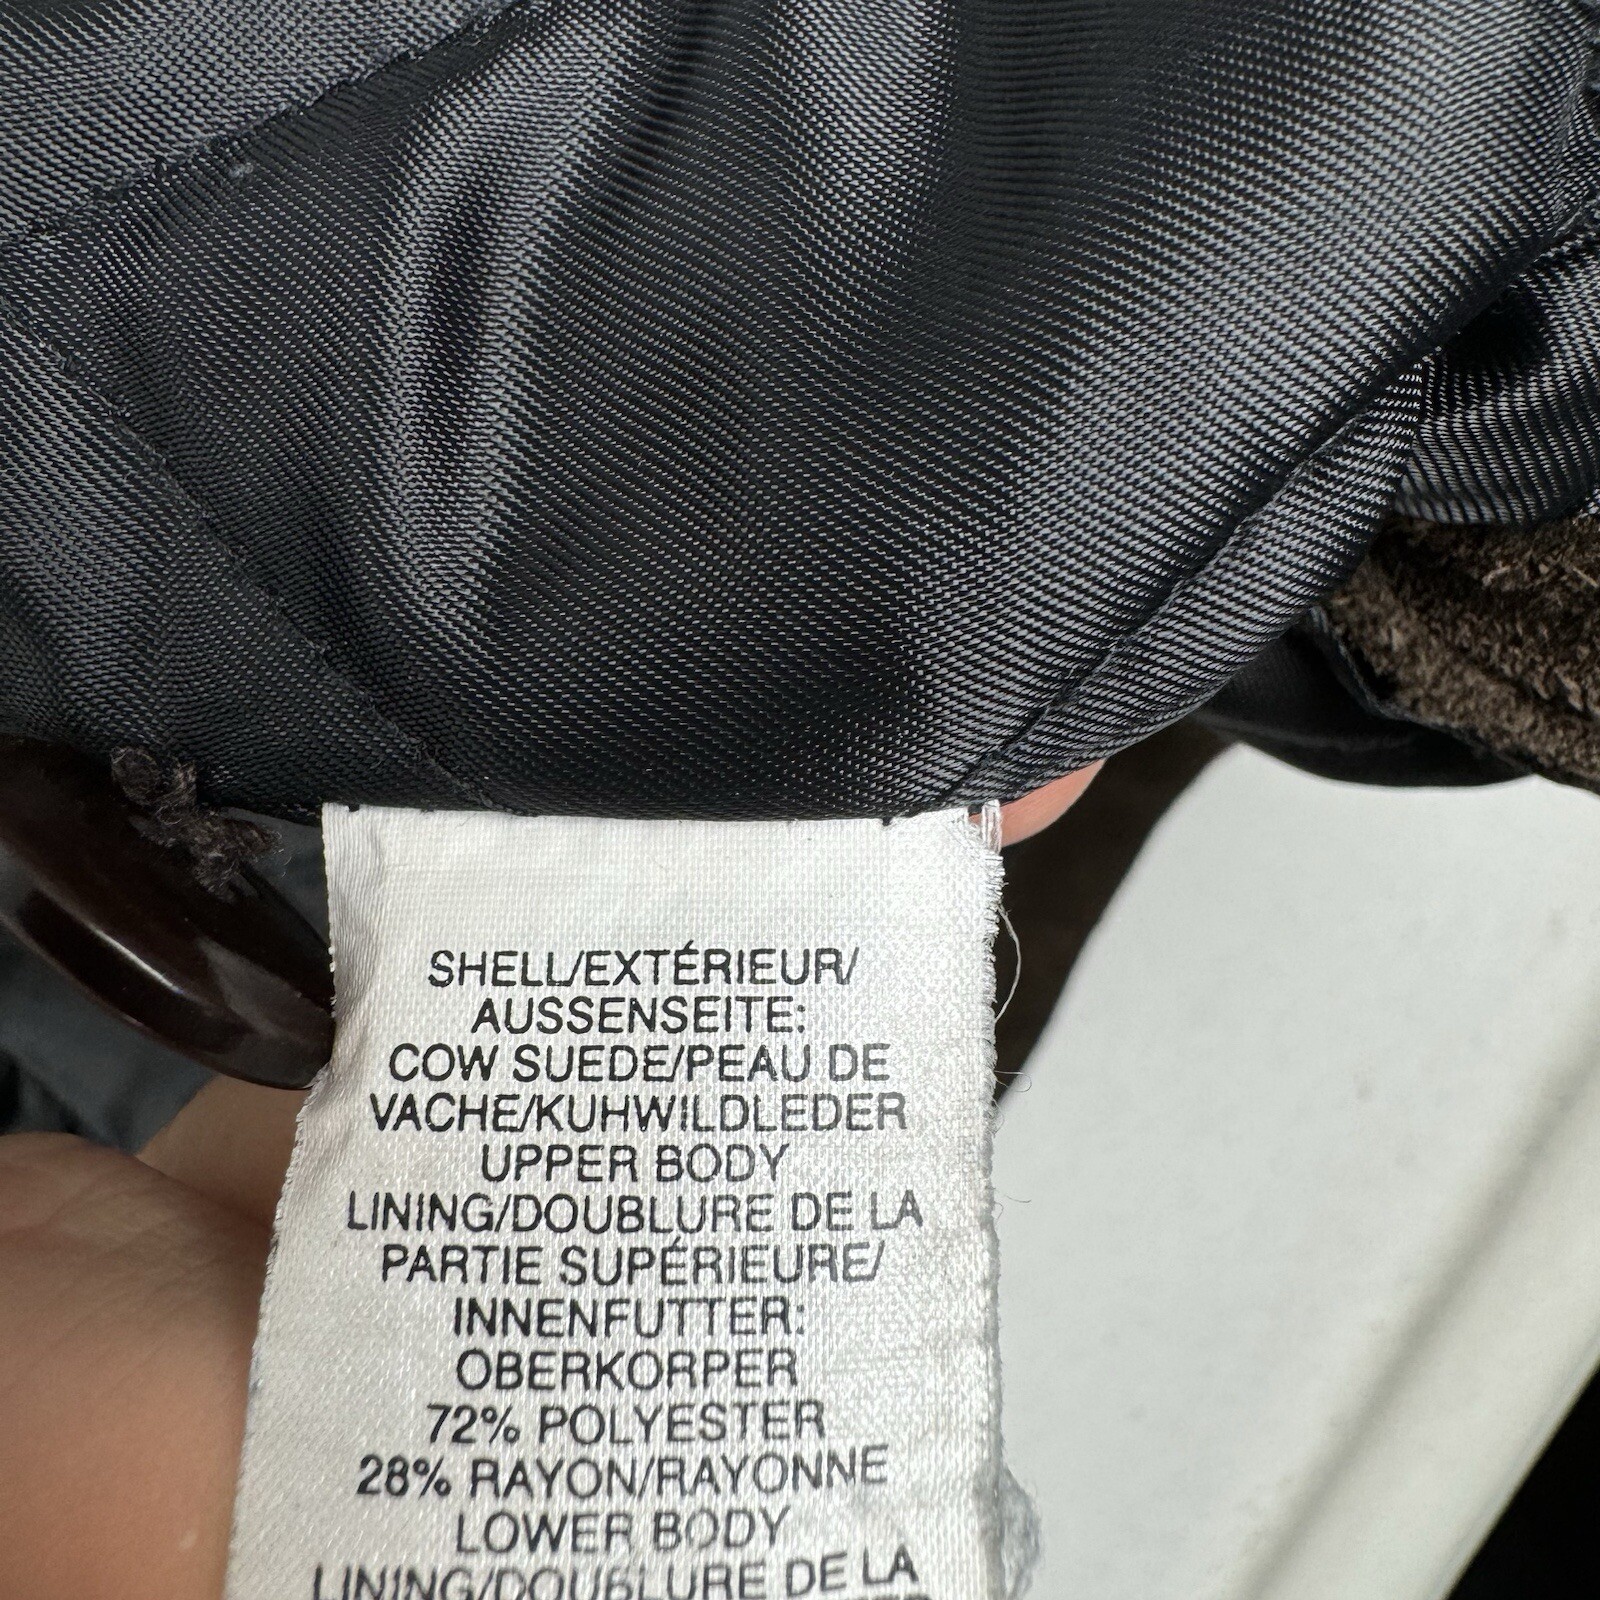 SHELL/EXTÉRIEUR/
AUSSENSEITE:
COW SUEDE/PEAU DE
VACHE/KUHWILDLEDER
UPPER BODY
LINING/DOUBLURE DE LA
PARTIE SUPÉRIEURE/
INNENFUTTER:
OBERKORPER
72% POLYESTER
28% RAYON/RAYONNE
LOWER BODY
LINING/DOUBLURE DE LA